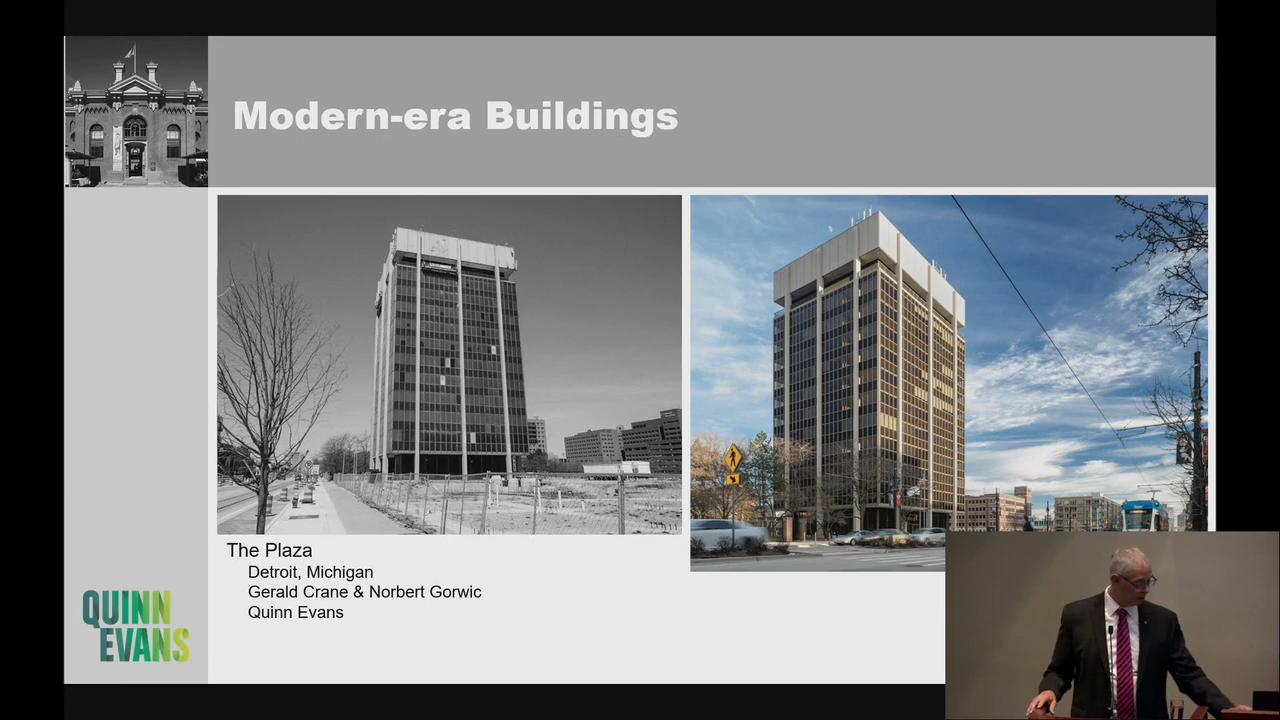 Modern-era Buildings
The Plaza
Detroit, Michigan
Gerald Crane & Norbert Gorwic
Quinn Evans
QUINN
EVANS